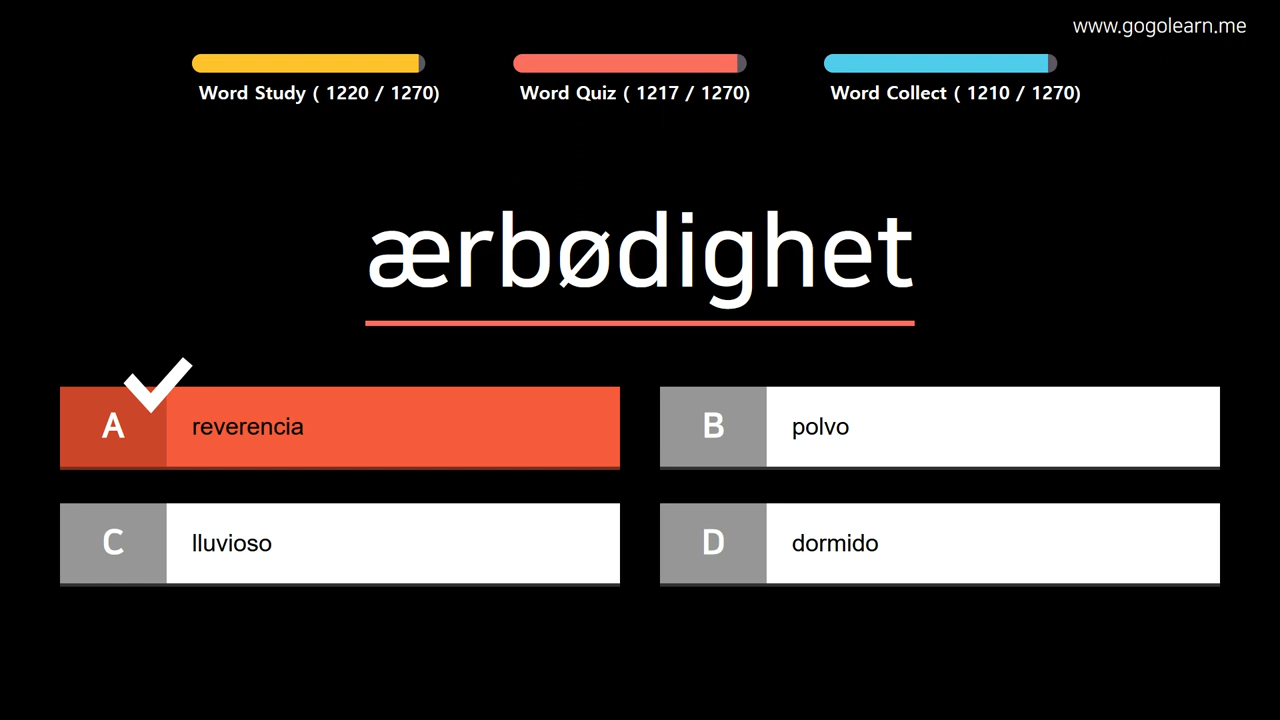 www.gogolearn.me
Word Study ( 1220 / 1270)
Word Quiz ( 1217 / 1270)
Word Collect ( 1210 / 1270)
ærbødighet
A reverencia
B polvo
C lluvioso
D dormido